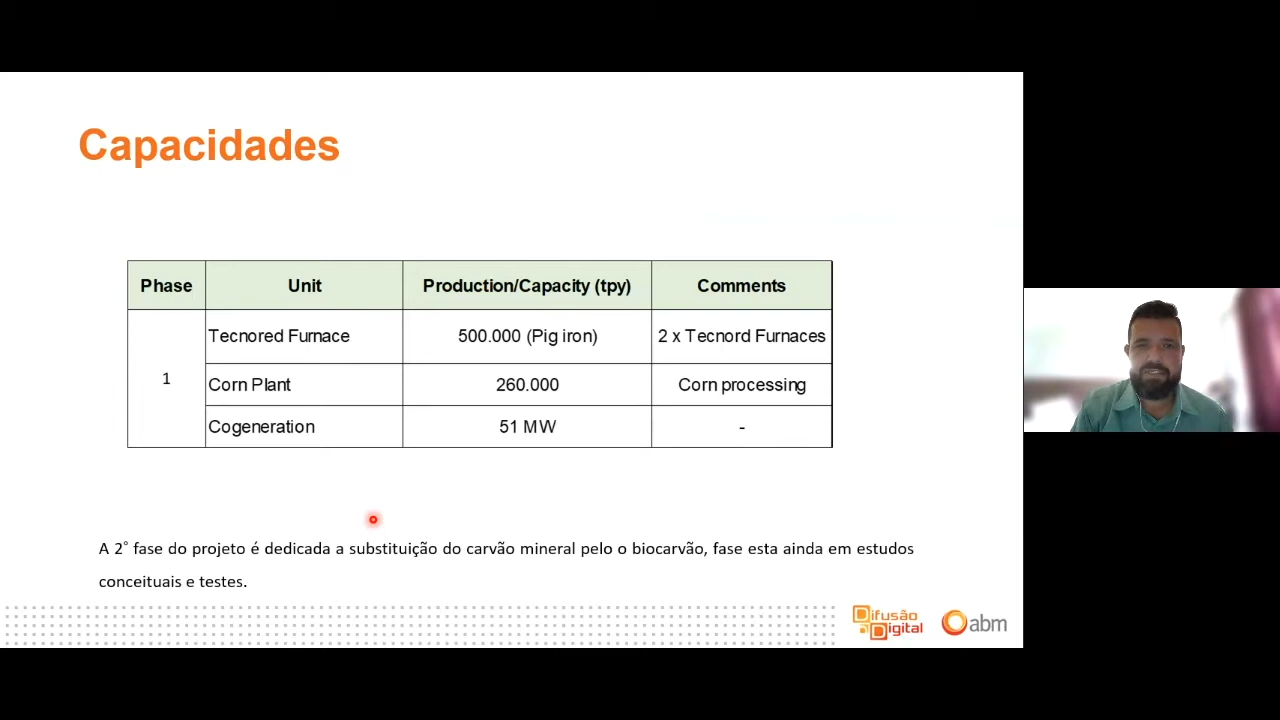 Capacidades
Phase Unit Production/Capacity (tpy) Comments
1
Tecnored Furnace 500.000 (Pig iron) 2 x Tecnord Furnaces
Corn Plant 260.000 Corn processing
Cogeneration 51 MW -
A 2° fase do projeto é dedicada a substituição do carvão mineral pelo o biocarvão, fase esta ainda em estudos
conceituais e testes.
Difusão
Digital
abm